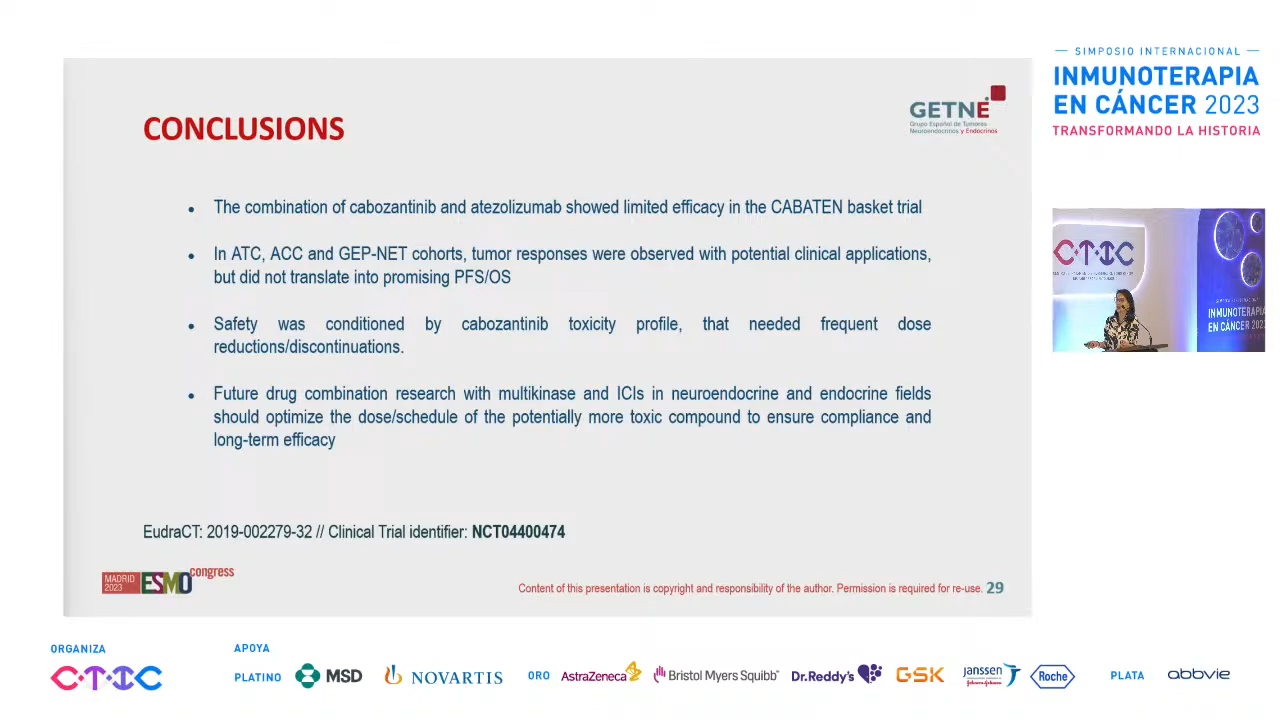 SIMPOSIO INTERNACIONAL
INMUNOTERAPIA
EN CÁNCER 2023
TRANSFORMANDO LA HISTORIA
CONCLUSIONS
GETNE
Grupo Español de Tumores
Neuroendocrinos y Endocrinos
• The combination of cabozantinib and atezolizumab showed limited efficacy in the CABATEN basket trial
• In ATC, ACC and GEP-NET cohorts, tumor responses were observed with potential clinical applications,
but did not translate into promising PFS/OS
• Safety was conditioned by cabozantinib toxicity profile, that needed frequent dose
reductions/discontinuations.
• Future drug combination research with multikinase and ICIs in neuroendocrine and endocrine fields
should optimize the dose/schedule of the potentially more toxic compound to ensure compliance and
long-term efficacy
EudraCT: 2019-002279-32 // Clinical Trial identifier: NCT04400474
MADRID
2023
ESMO congress
Content of this presentation is copyright and responsibility of the author. Permission is required for re-use. 29
CTIC
INMUNOTERAPIA
EN CÁNCER 2023
ORGANIZA
CTIC
APOYA
PLATINO
MSD
NOVARTIS
ORO
AstraZeneca
Bristol Myers Squibb
Dr.Reddy's
GSK
Janssen
Johnson&Johnson
Roche
PLATA
abbvie